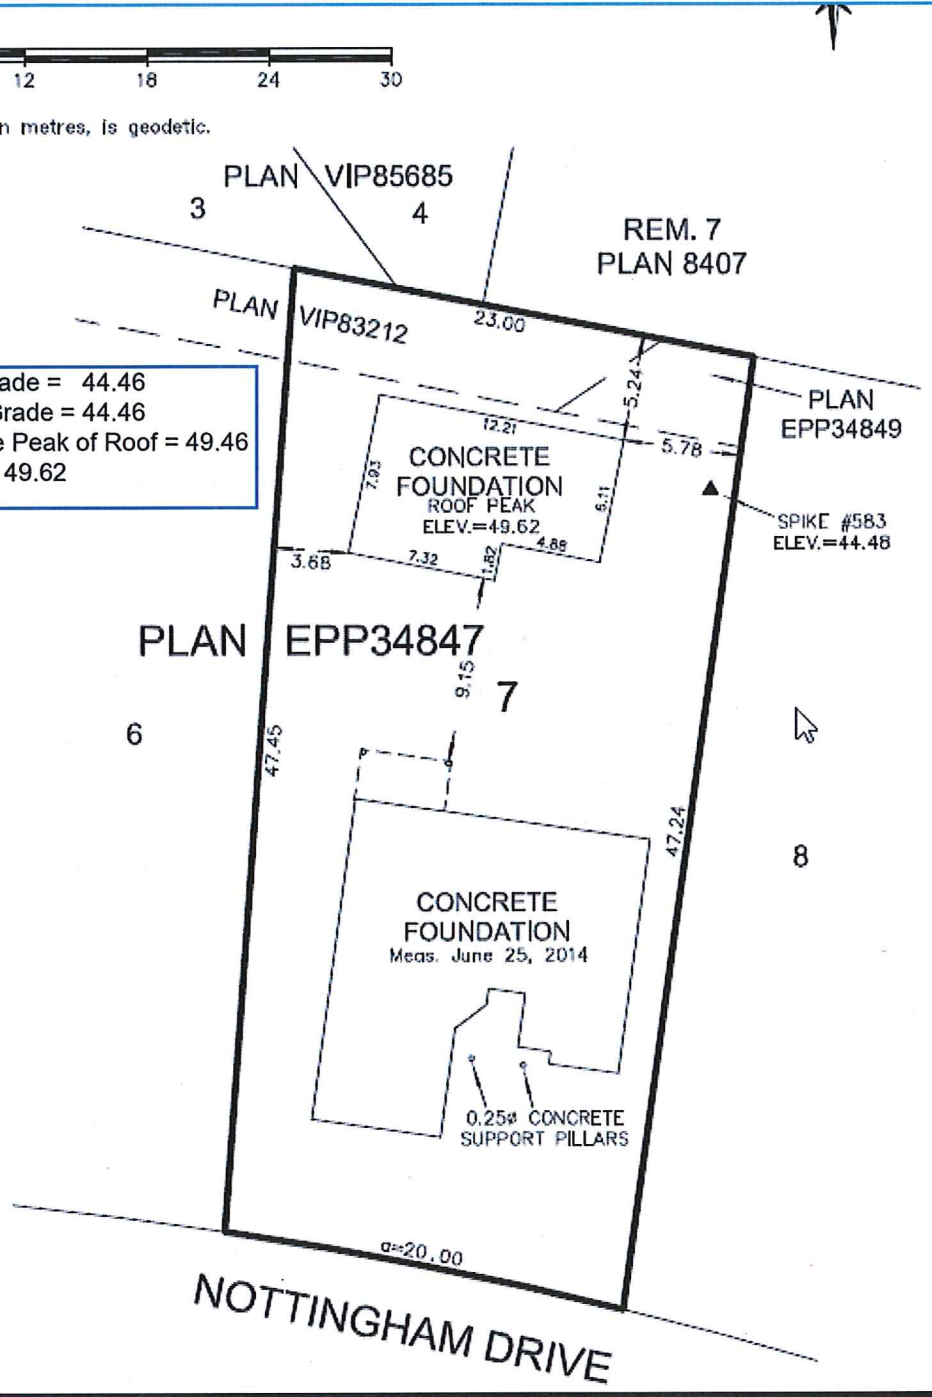 12 18 24 30
n metres, is geodetic.
PLAN VIP85685
3
4
REM. 7
PLAN 8407
PLAN VIP83212
23.00
ade = 44.46
Grade = 44.46
e Peak of Roof = 49.46
49.62
5.24
PLAN
EPP34849
12.21
5.78
CONCRETE
FOUNDATION
ROOF PEAK
ELEV.=49.62
7.93
SPIKE #583
ELEV.=44.48
3.68
7.32
1.82
4.88
PLAN EPP34847
9.15
7
6
47.45
47.24
8
CONCRETE
FOUNDATION
Meas. June 25, 2014
0.25ø CONCRETE
SUPPORT PILLARS
a=20.00
NOTTINGHAM DRIVE